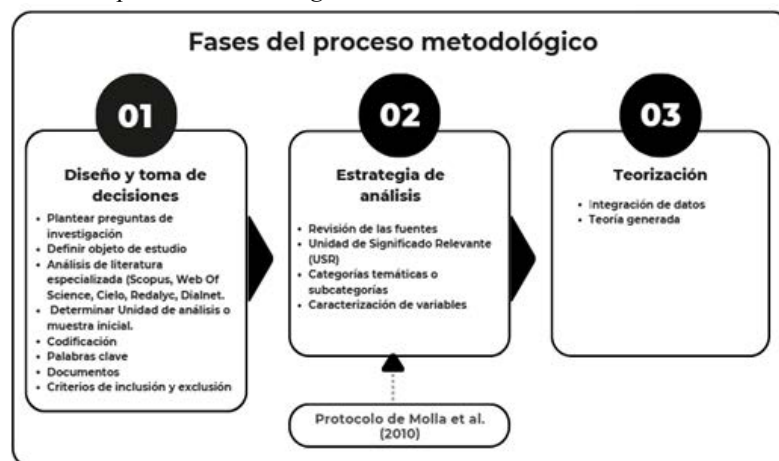 Fases del proceso metodológico
01
Diseño y toma de
decisiones
• Plantear preguntas de
investigación
• Definir objeto de estudio
• Análisis de literatura
especializada (Scopus, Web Of
Science, Cielo, Redalyc, Dialnet.
• Determinar Unidad de análisis o
muestra inicial.
• Codificación
• Palabras clave
• Documentos
• Criterios de inclusión y exclusión
02
Estrategia de
análisis
• Revisión de las fuentes
• Unidad de Significado Relevante
(USR)
• Categorías temáticas o
subcategorías
• Caracterización de variables
Protocolo de Molla et al.
(2010)
03
Teorización
• Integración de datos
• Teoría generada